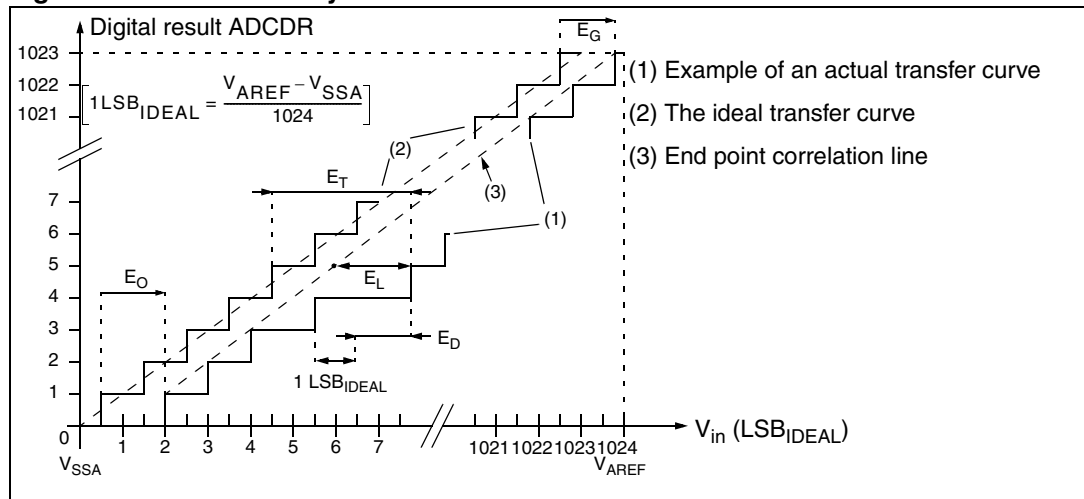 Digital result ADCDR
E_G
1023
1022
1021
1LSB_IDEAL = V_AREF – V_SSA
1024
(1) Example of an actual transfer curve
(2) The ideal transfer curve
(3) End point correlation line
(2)
(3)
(1)
E_T
7
6
5
4
3
2
1
0
E_O
E_L
E_D
1 LSB_IDEAL
1 2 3 4 5 6 7
1021 1022 1023 1024
V_in (LSB_IDEAL)
V_SSA
V_AREF